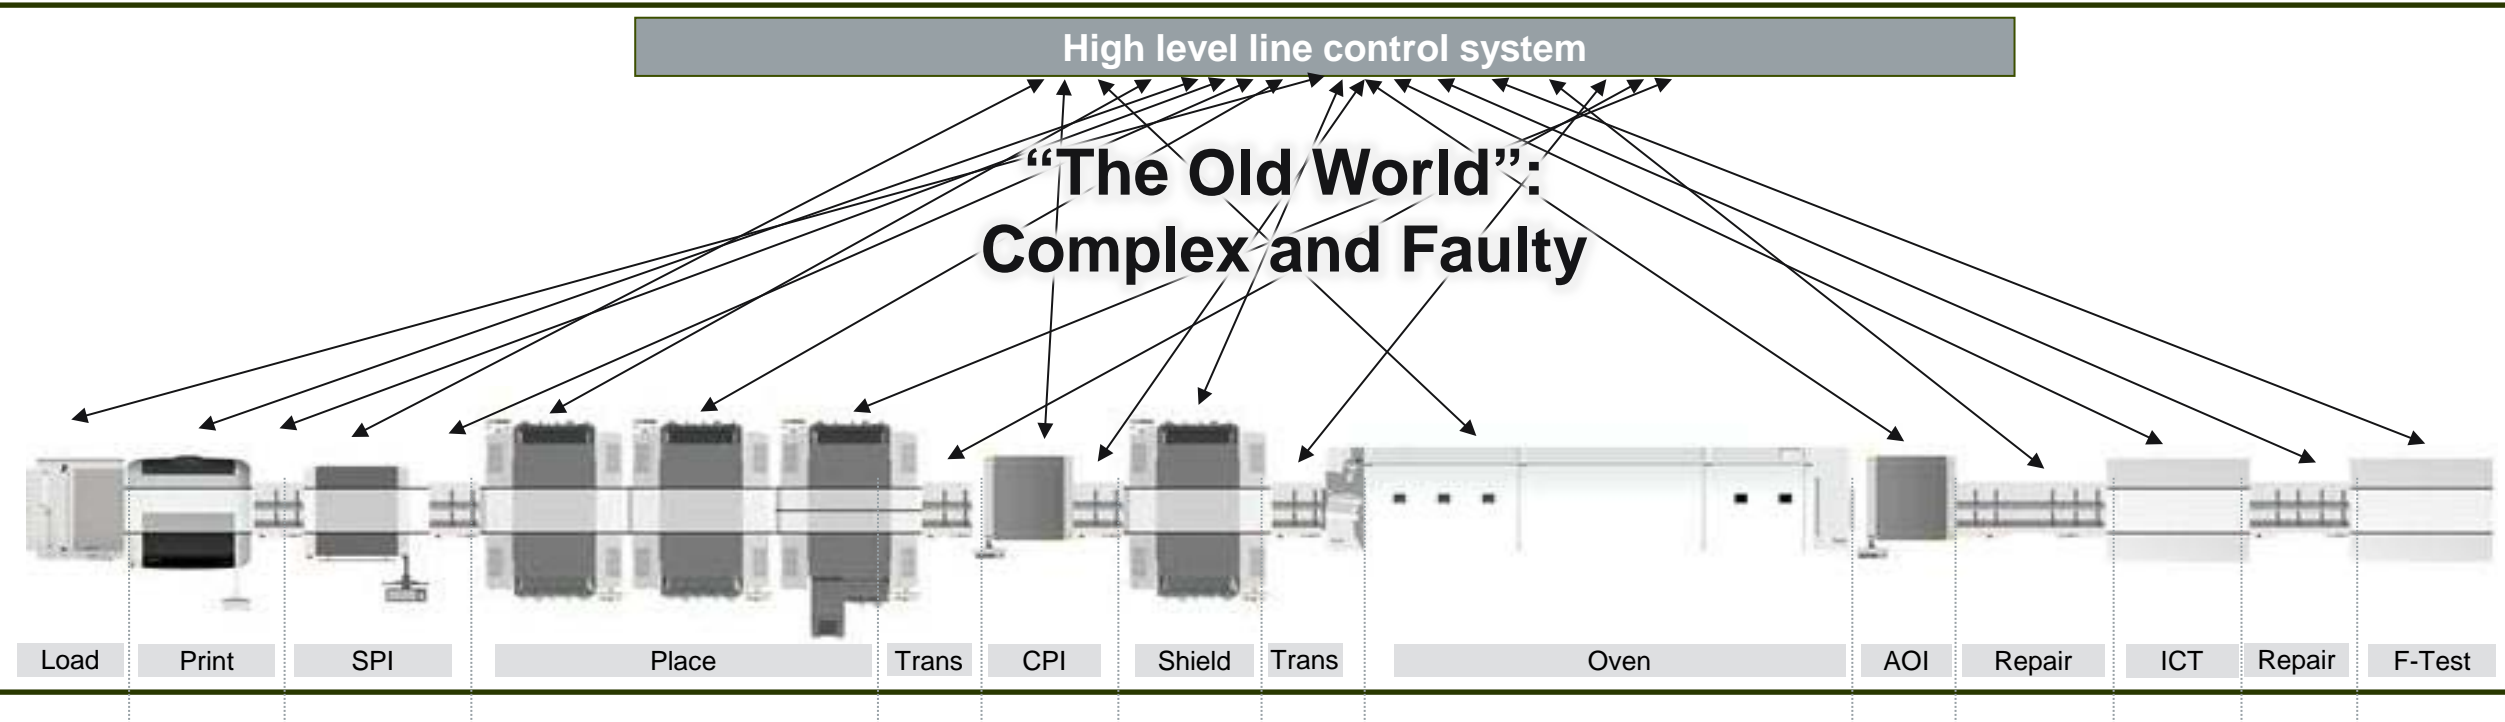 High level line control system
“The Old World”:
Complex and Faulty
Load
Print
SPI
Place
Trans
CPI
Shield
Trans
Oven
AOI
Repair
ICT
Repair
F-Test